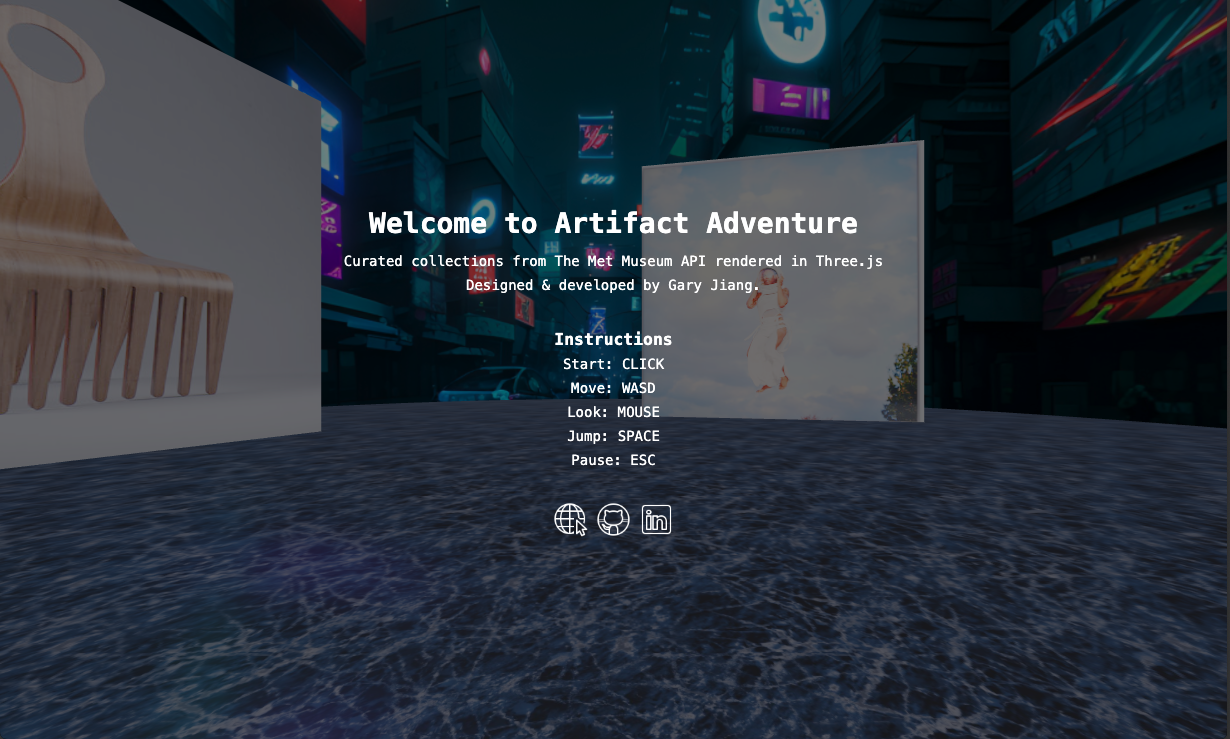 Welcome to Artifact Adventure
Curated collections from The Met Museum API rendered in Three.js
Designed & developed by Gary Jiang.
Instructions
Start: CLICK
Move: WASD
Look: MOUSE
Jump: SPACE
Pause: ESC
in